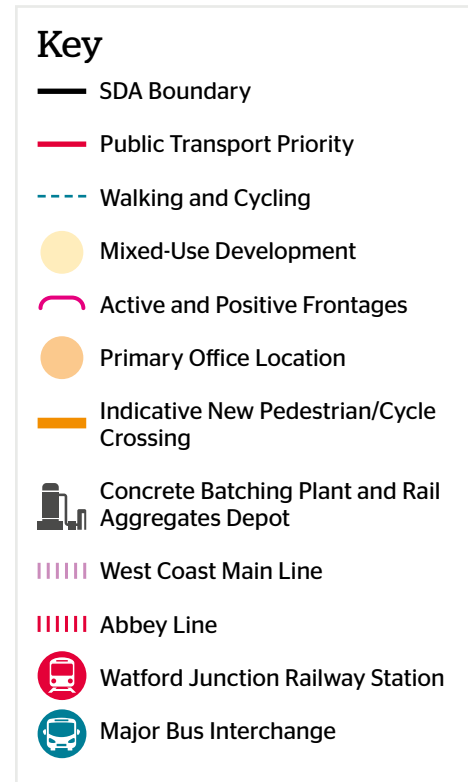 Key
SDA Boundary
Public Transport Priority
Walking and Cycling
Mixed-Use Development
Active and Positive Frontages
Primary Office Location
Indicative New Pedestrian/Cycle
Crossing
Concrete Batching Plant and Rail
Aggregates Depot
West Coast Main Line
Abbey Line
Watford Junction Railway Station
Major Bus Interchange